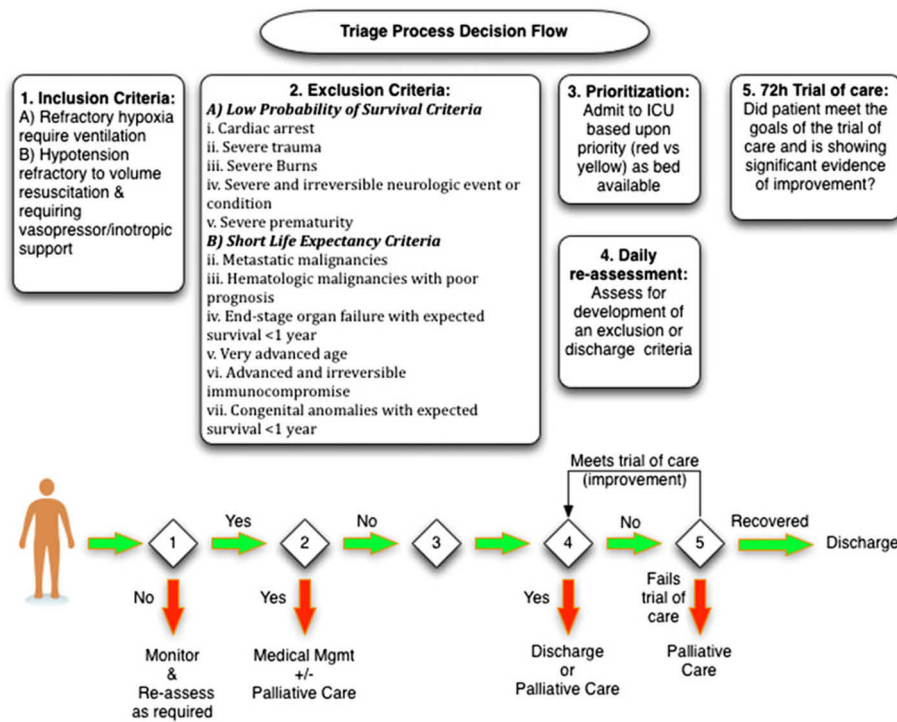 Triage Process Decision Flow
1. Inclusion Criteria:
A) Refractory hypoxia
require ventilation
B) Hypotension
refractory to volume
resuscitation &
requiring
vasopressor/inotropic
support
2. Exclusion Criteria:
A) Low Probability of Survival Criteria
i. Cardiac arrest
ii. Severe trauma
iii. Severe Burns
iv. Severe and irreversible neurologic event or
condition
v. Severe prematurity
B) Short Life Expectancy Criteria
ii. Metastatic malignancies
iii. Hematologic malignancies with poor
prognosis
iv. End-stage organ failure with expected
survival <1 year
v. Very advanced age
vi. Advanced and irreversible
immunocompromise
vii. Congenital anomalies with expected
survival <1 year
3. Prioritization:
Admit to ICU
based upon
priority (red vs
yellow) as bed
available
4. Daily
re-assessment:
Assess for
development of
an exclusion or
discharge criteria
5. 72h Trial of care:
Did patient meet the
goals of the trial of
care and is showing
significant evidence
of improvement?
Meets trial of care
(improvement)
1
Yes
2
No
3
4
No
5
Recovered
Discharge
No
Monitor
&
Re-assess
as required
Yes
Medical Mgmt
+/-
Palliative Care
Yes
Discharge
or
Palliative Care
Fails
trial of
care
Palliative
Care